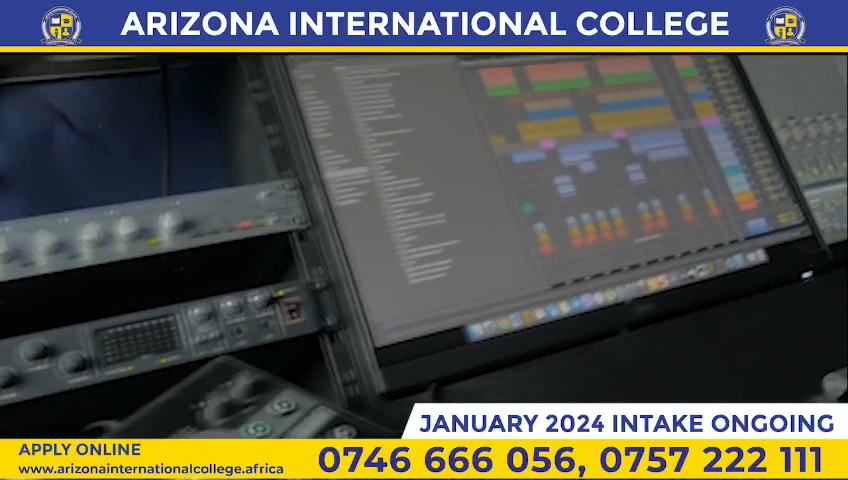 ARIZONA INTERNATIONAL COLLEGE
JANUARY 2024 INTAKE ONGOING
APPLY ONLINE
www.arizonainternationalcollege.africa
0746 666 056, 0757 222 111